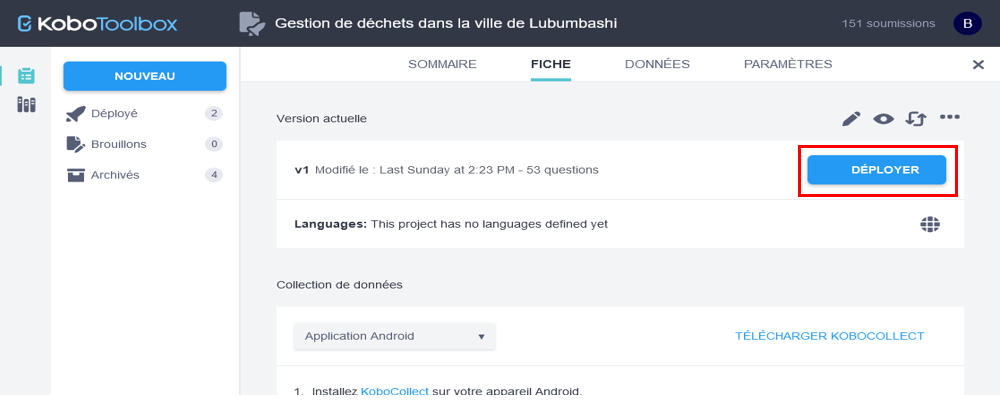 KoboToolbox
Gestion de déchets dans la ville de Lubumbashi
151 soumissions
B
NOUVEAU
Déployé 2
Brouillons 0
Archivés 4
SOMMAIRE FICHE DONNÉES PARAMÈTRES
Version actuelle
v1 Modifié le : Last Sunday at 2:23 PM - 53 questions
DÉPLOYER
Languages: This project has no languages defined yet
Collection de données
Application Android
TÉLÉCHARGER KOBOCOLLECT
1. Installez KoboCollect sur votre appareil Android.